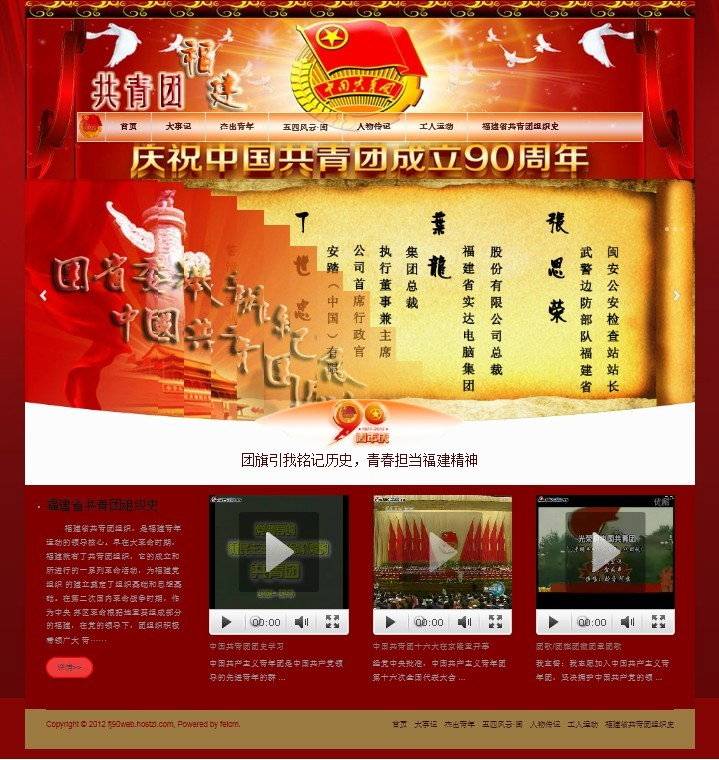 福建
共青团
首页 大事记 杰出青年 五四风云·闽 人物传记 工人运动 福建省共青团组织史
中国共青团
庆祝中国共青团成立90周年
张思荣
闽安公安检查站站长
武警边防部队福建省
叶龙
股份有限公司总裁
福建省实达电脑集团
丁世忠
集团总裁
执行董事兼主席
公司首席行政官
安踏（中国）有限
90
周年庆
团旗引我铭记历史，青春担当福建精神
福建省共青团组织史
福建省共青团组织，是福建青年
运动的领导核心。早在大革命时期，
福建就有了共青团组织，它的成立和
所进行的一系列革命活动，为福建党
组织 的建立奠定了组织基础和思想基
础。在第二次国内革命战争时期，作
为中央 苏区革命根据地重要组成部分
的福建，在党的领导下，团组织积极
带领广大 青……
详情>>
00:00
中国共青团团史学习
中国共产主义青年团是中国共产党领
导的先进青年的群 ...
00:00
中国共青团十六大在京隆重开幕
经党中央批准，中国共产主义青年团
第十六次全国代表大会 ...
优酷
00:00
团歌/团旗团徽团章团歌
我宣誓：我志愿加入中国共产主义青
年团，坚决拥护中国共产党的领 ...
Copyright © 2012 fj90web.hostzi.com, Powered by feiom.
首页 大事记 杰出青年 五四风云·闽 人物传记 工人运动 福建省共青团组织史